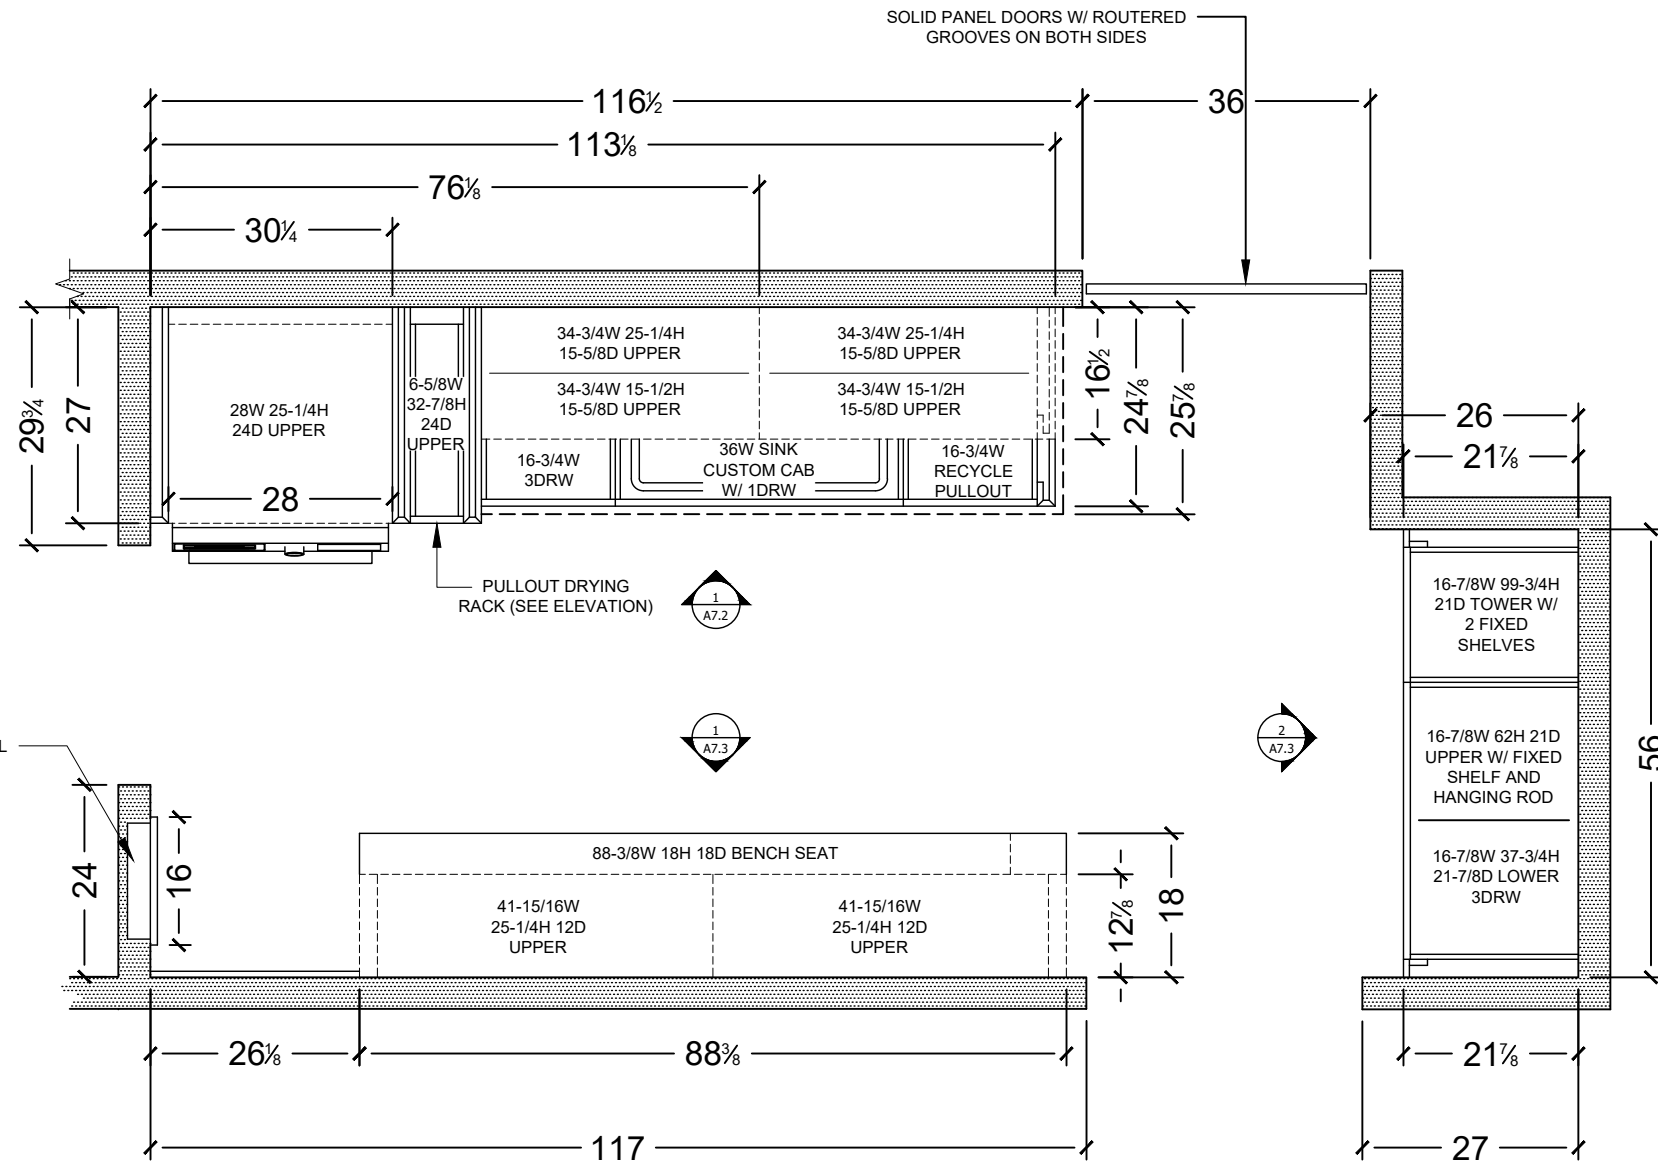 SOLID PANEL DOORS W/ ROUTERED
GROOVES ON BOTH SIDES
116½
36
113⅛
76⅛
30¼
29¾
27
28W 25-1/4H
24D UPPER
28
6-5/8W
32-7/8H
24D
UPPER
34-3/4W 25-1/4H
15-5/8D UPPER
34-3/4W 15-1/2H
15-5/8D UPPER
34-3/4W 25-1/4H
15-5/8D UPPER
34-3/4W 15-1/2H
15-5/8D UPPER
16-3/4W
3DRW
36W SINK
CUSTOM CAB
W/ 1DRW
16-3/4W
RECYCLE
PULLOUT
16½
24⅞
25⅞
26
21⅞
PULLOUT DRYING
RACK (SEE ELEVATION)
1
A7.2
1
A7.3
2
A7.3
16-7/8W 99-3/4H
21D TOWER W/
2 FIXED
SHELVES
16-7/8W 62H 21D
UPPER W/ FIXED
SHELF AND
HANGING ROD
16-7/8W 37-3/4H
21-7/8D LOWER
3DRW
56
L
24
16
88-3/8W 18H 18D BENCH SEAT
41-15/16W
25-1/4H 12D
UPPER
41-15/16W
25-1/4H 12D
UPPER
12⅞
18
26⅛
88⅜
21⅞
117
27